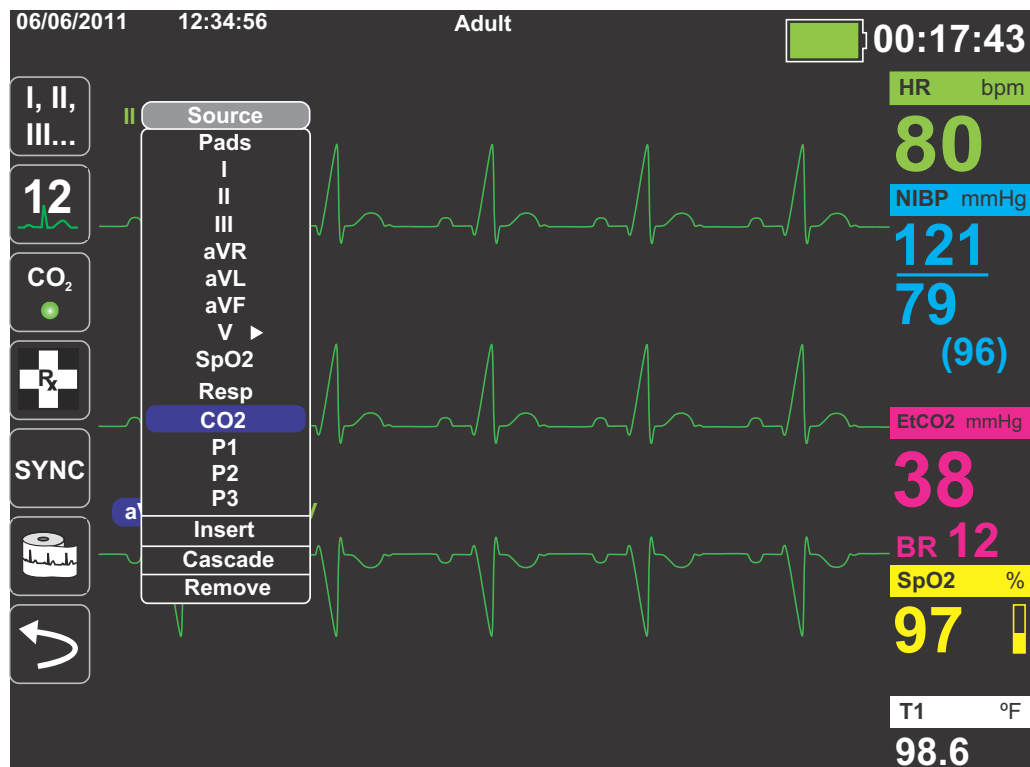 06/06/2011 12:34:56 Adult 00:17:43
I, II,
III...
12
CO₂
Rx
SYNC
II
Source
Pads
I
II
III
aVR
aVL
aVF
V
SpO2
Resp
CO2
P1
P2
P3
Insert
Cascade
Remove
HR bpm
80
NIBP mmHg
121
79
(96)
EtCO2 mmHg
38
BR 12
SpO2 %
97
T1 ºF
98.6